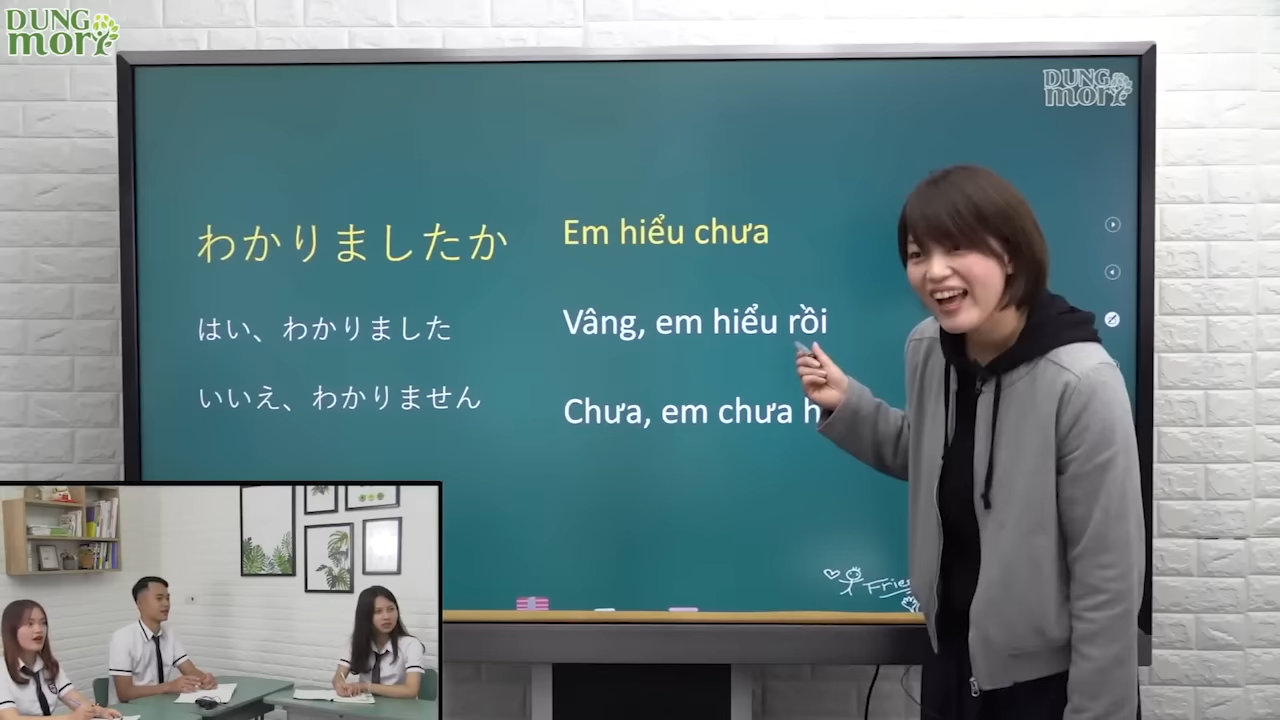 DUNG
mori
DUNG
mori
わかりましたか
Em hiểu chưa
はい、わかりました
Vâng, em hiểu rồi
いいえ、わかりません
Chưa, em chưa